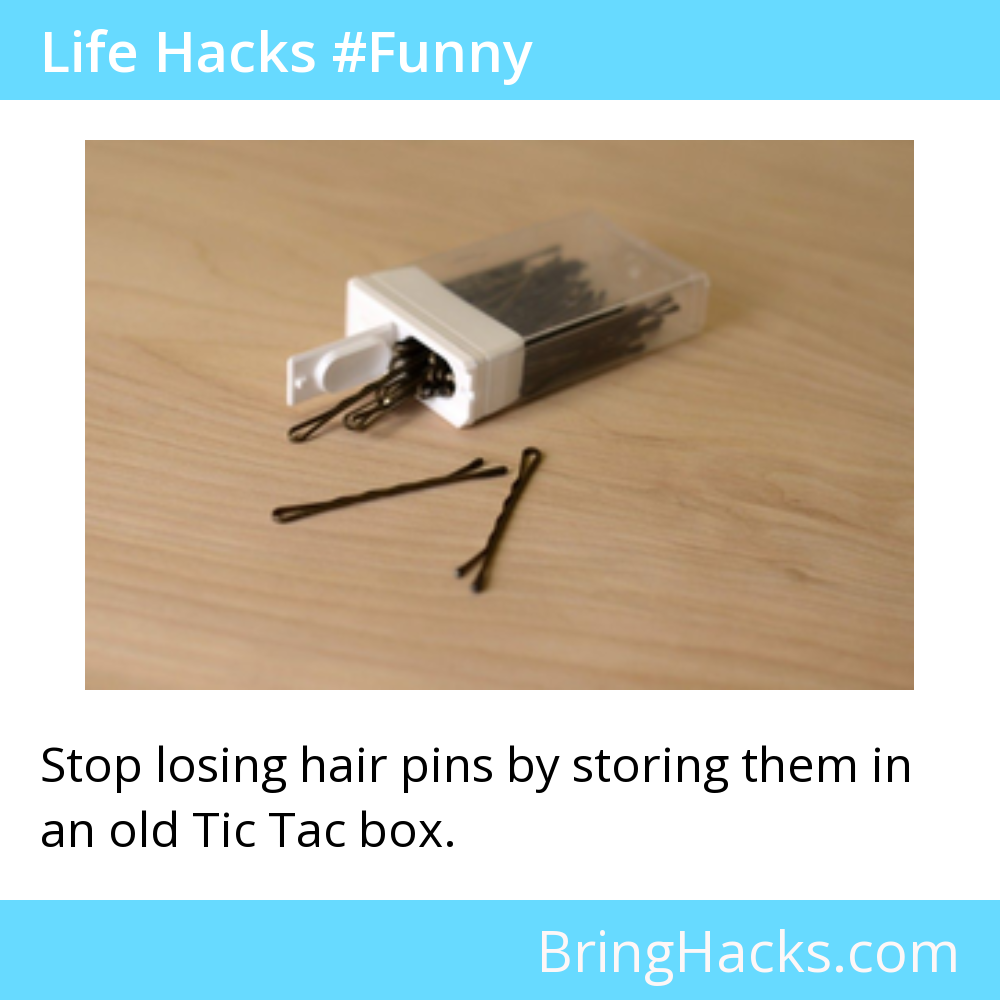 Life Hacks #Funny
Stop losing hair pins by storing them in
an old Tic Tac box.
BringHacks.com